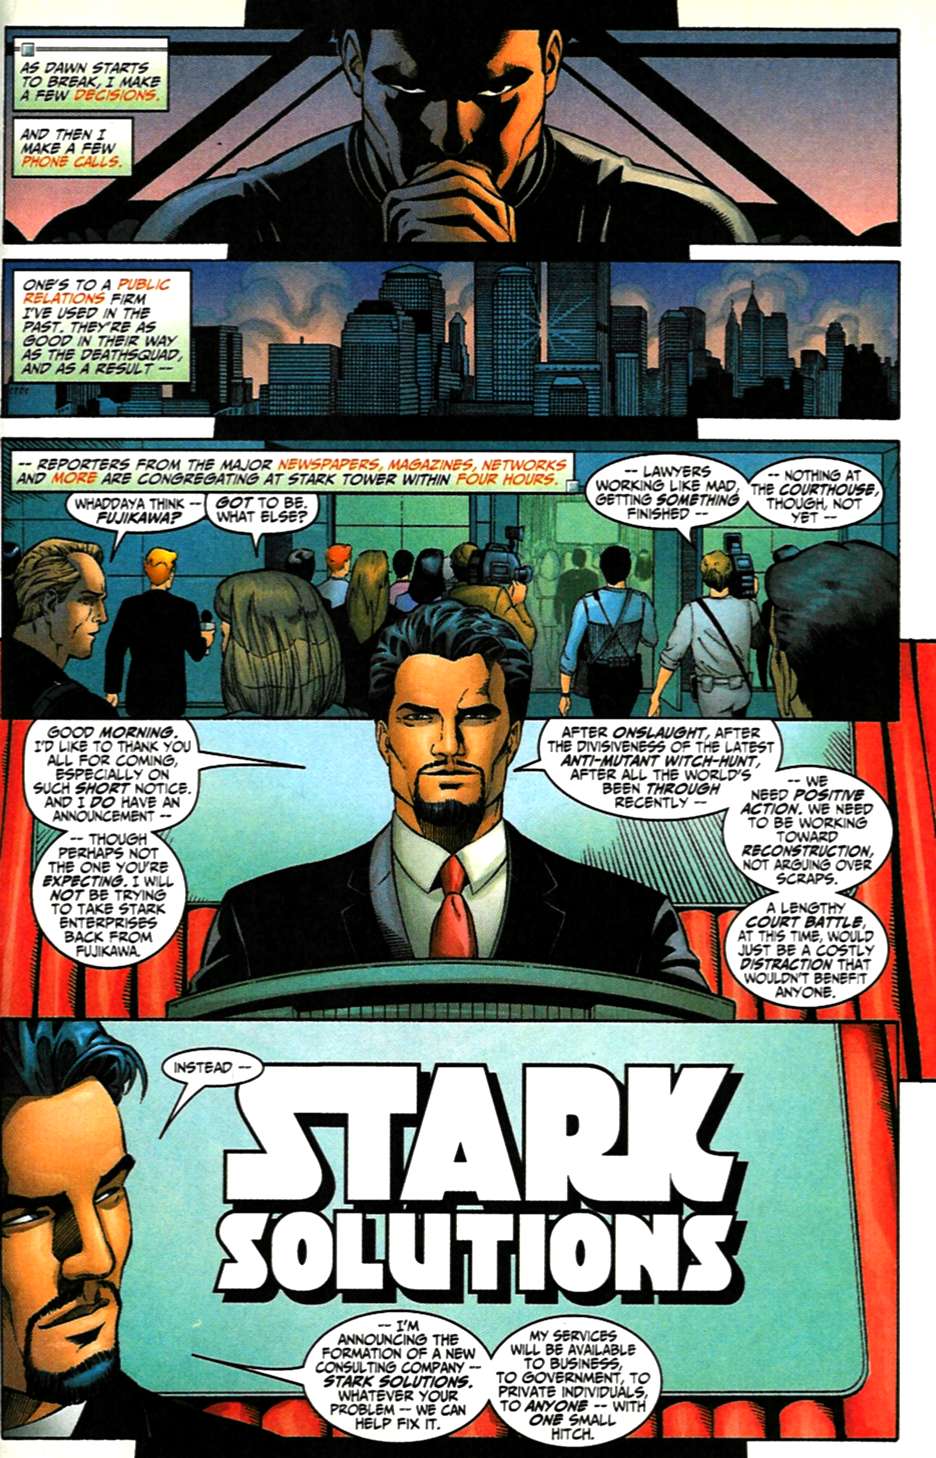 AS DAWN STARTS
TO BREAK, I MAKE
A FEW DECISIONS.
AND THEN I
MAKE A FEW
PHONE CALLS.
ONE'S TO A PUBLIC
RELATIONS FIRM
I'VE USED IN THE
PAST. THEY'RE AS
GOOD IN THEIR WAY
AS THE DEATHSQUAD,
AND AS A RESULT --
-- REPORTERS FROM THE MAJOR NEWSPAPERS, MAGAZINES, NETWORKS
AND MORE ARE CONGREGATING AT STARK TOWER WITHIN FOUR HOURS.
WHADDAYA THINK --
FUJIKAWA?
GOT TO BE.
WHAT ELSE?
-- LAWYERS
WORKING LIKE MAD,
GETTING SOMETHING
FINISHED --
-- NOTHING AT
THE COURTHOUSE,
THOUGH, NOT
YET --
GOOD MORNING.
I'D LIKE TO THANK YOU
ALL FOR COMING,
ESPECIALLY ON
SUCH SHORT NOTICE.
AND I DO HAVE AN
ANNOUNCEMENT --
-- THOUGH
PERHAPS NOT
THE ONE YOU'RE
EXPECTING. I WILL
NOT BE TRYING
TO TAKE STARK
ENTERPRISES
BACK FROM
FUJIKAWA.
AFTER ONSLAUGHT, AFTER
THE DIVISIVENESS OF THE LATEST
ANTI-MUTANT WITCH-HUNT,
AFTER ALL THE WORLD'S
BEEN THROUGH
RECENTLY --
-- WE
NEED POSITIVE
ACTION. WE NEED
TO BE WORKING
TOWARD
RECONSTRUCTION,
NOT ARGUING OVER
SCRAPS.
A LENGTHY
COURT BATTLE,
AT THIS TIME, WOULD
JUST BE A COSTLY
DISTRACTION THAT
WOULDN'T BENEFIT
ANYONE.
INSTEAD --
STARK
SOLUTIONS
-- I'M
ANNOUNCING THE
FORMATION OF A NEW
CONSULTING COMPANY --
STARK SOLUTIONS.
WHATEVER YOUR
PROBLEM -- WE CAN
HELP FIX IT.
MY SERVICES
WILL BE AVAILABLE
TO BUSINESS,
TO GOVERNMENT, TO
PRIVATE INDIVIDUALS,
TO ANYONE -- WITH
ONE SMALL
HITCH.